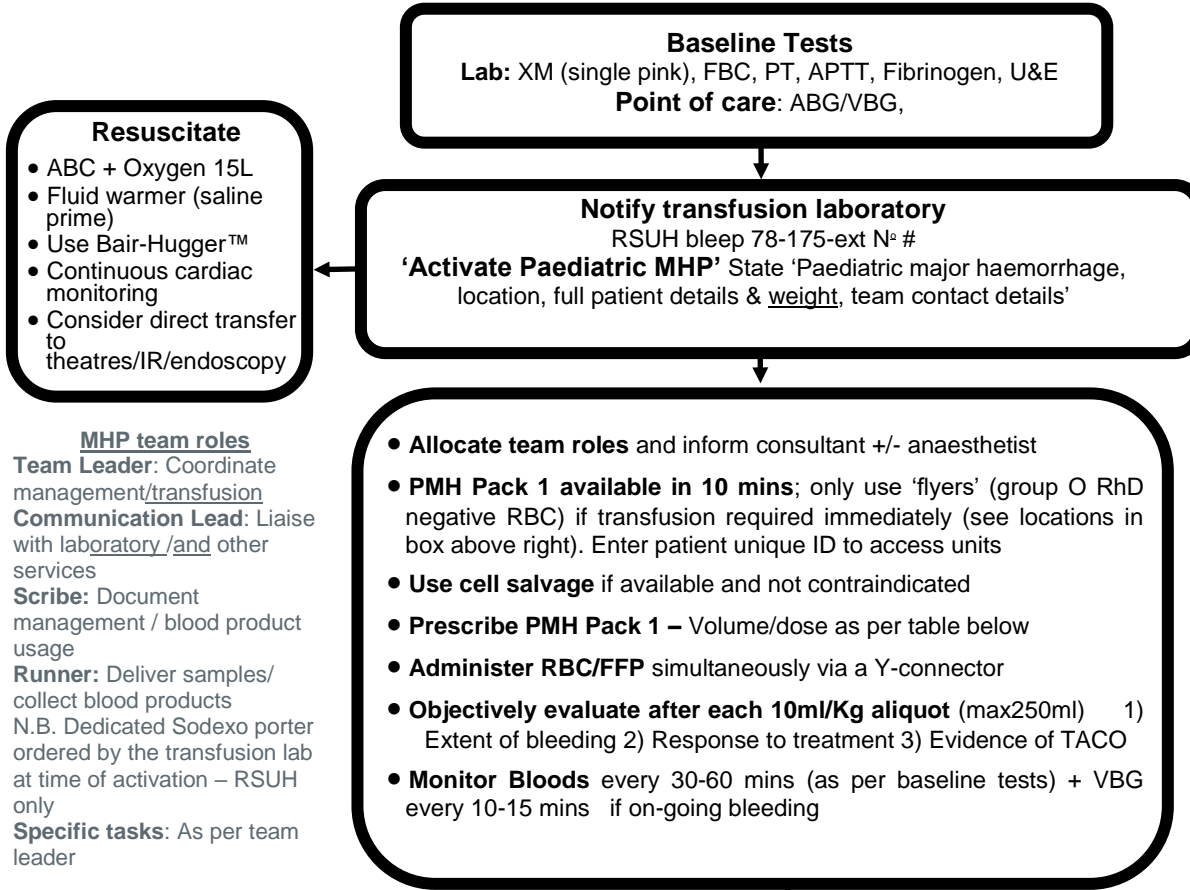 Baseline Tests
Lab: XM (single pink), FBC, PT, APTT, Fibrinogen, U&E
Point of care: ABG/VBG,
Resuscitate
• ABC + Oxygen 15L
• Fluid warmer (saline
prime)
• Use Bair-Hugger™
• Continuous cardiac
monitoring
• Consider direct transfer
to
theatres/IR/endoscopy
Notify transfusion laboratory
RSUH bleep 78-175-ext Nº #
‘Activate Paediatric MHP’ State ‘Paediatric major haemorrhage,
location, full patient details & weight, team contact details’
MHP team roles
Team Leader: Coordinate
management/transfusion
Communication Lead: Liaise
with laboratory /and other
services
Scribe: Document
management / blood product
usage
Runner: Deliver samples/
collect blood products
N.B. Dedicated Sodexo porter
ordered by the transfusion lab
at time of activation – RSUH
only
Specific tasks: As per team
leader
• Allocate team roles and inform consultant +/- anaesthetist
• PMH Pack 1 available in 10 mins; only use ‘flyers’ (group O RhD
negative RBC) if transfusion required immediately (see locations in
box above right). Enter patient unique ID to access units
• Use cell salvage if available and not contraindicated
• Prescribe PMH Pack 1 – Volume/dose as per table below
• Administer RBC/FFP simultaneously via a Y-connector
• Objectively evaluate after each 10ml/Kg aliquot (max250ml) 1)
Extent of bleeding 2) Response to treatment 3) Evidence of TACO
• Monitor Bloods every 30-60 mins (as per baseline tests) + VBG
every 10-15 mins if on-going bleeding